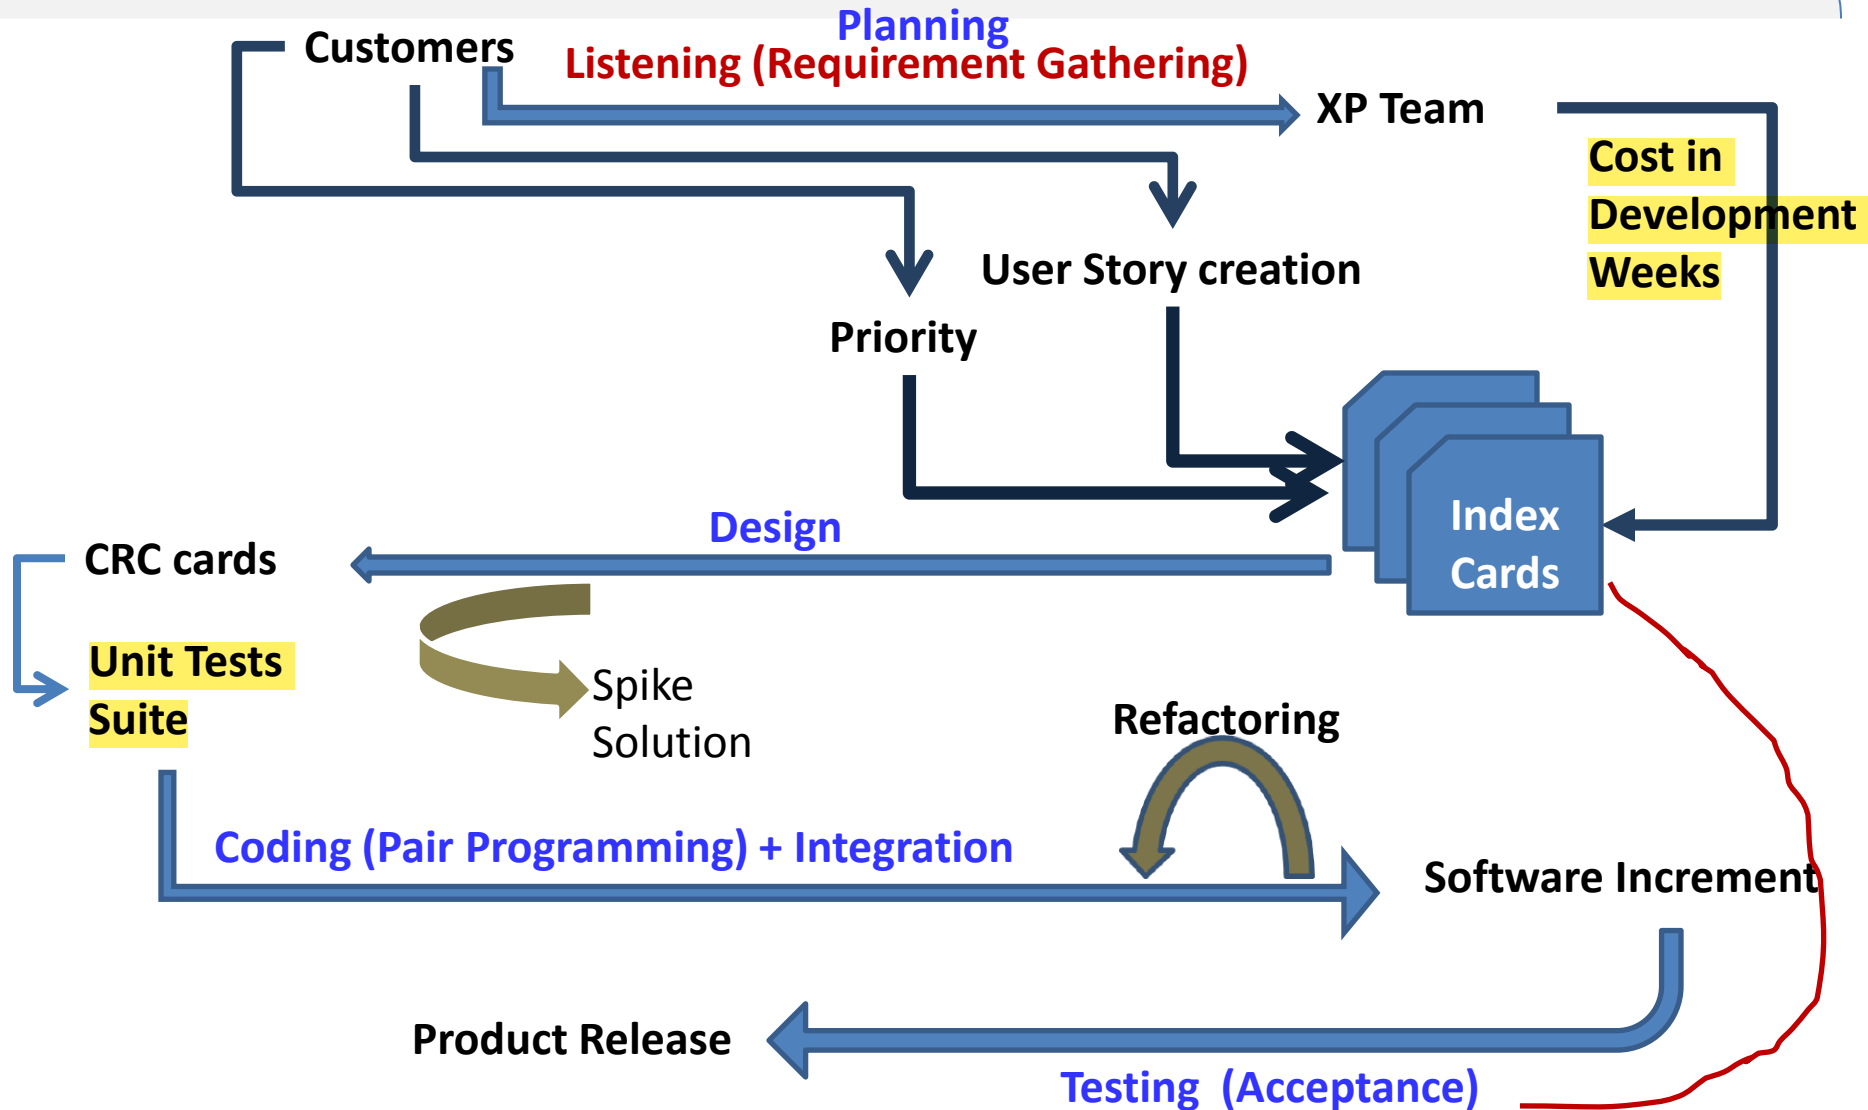 Planning
Customers
Listening (Requirement Gathering)
XP Team
Cost in
Development
Weeks
User Story creation
Priority
Index
Cards
Design
CRC cards
Unit Tests
Suite
Spike
Solution
Refactoring
Coding (Pair Programming) + Integration
Software Increment
Product Release
Testing (Acceptance)